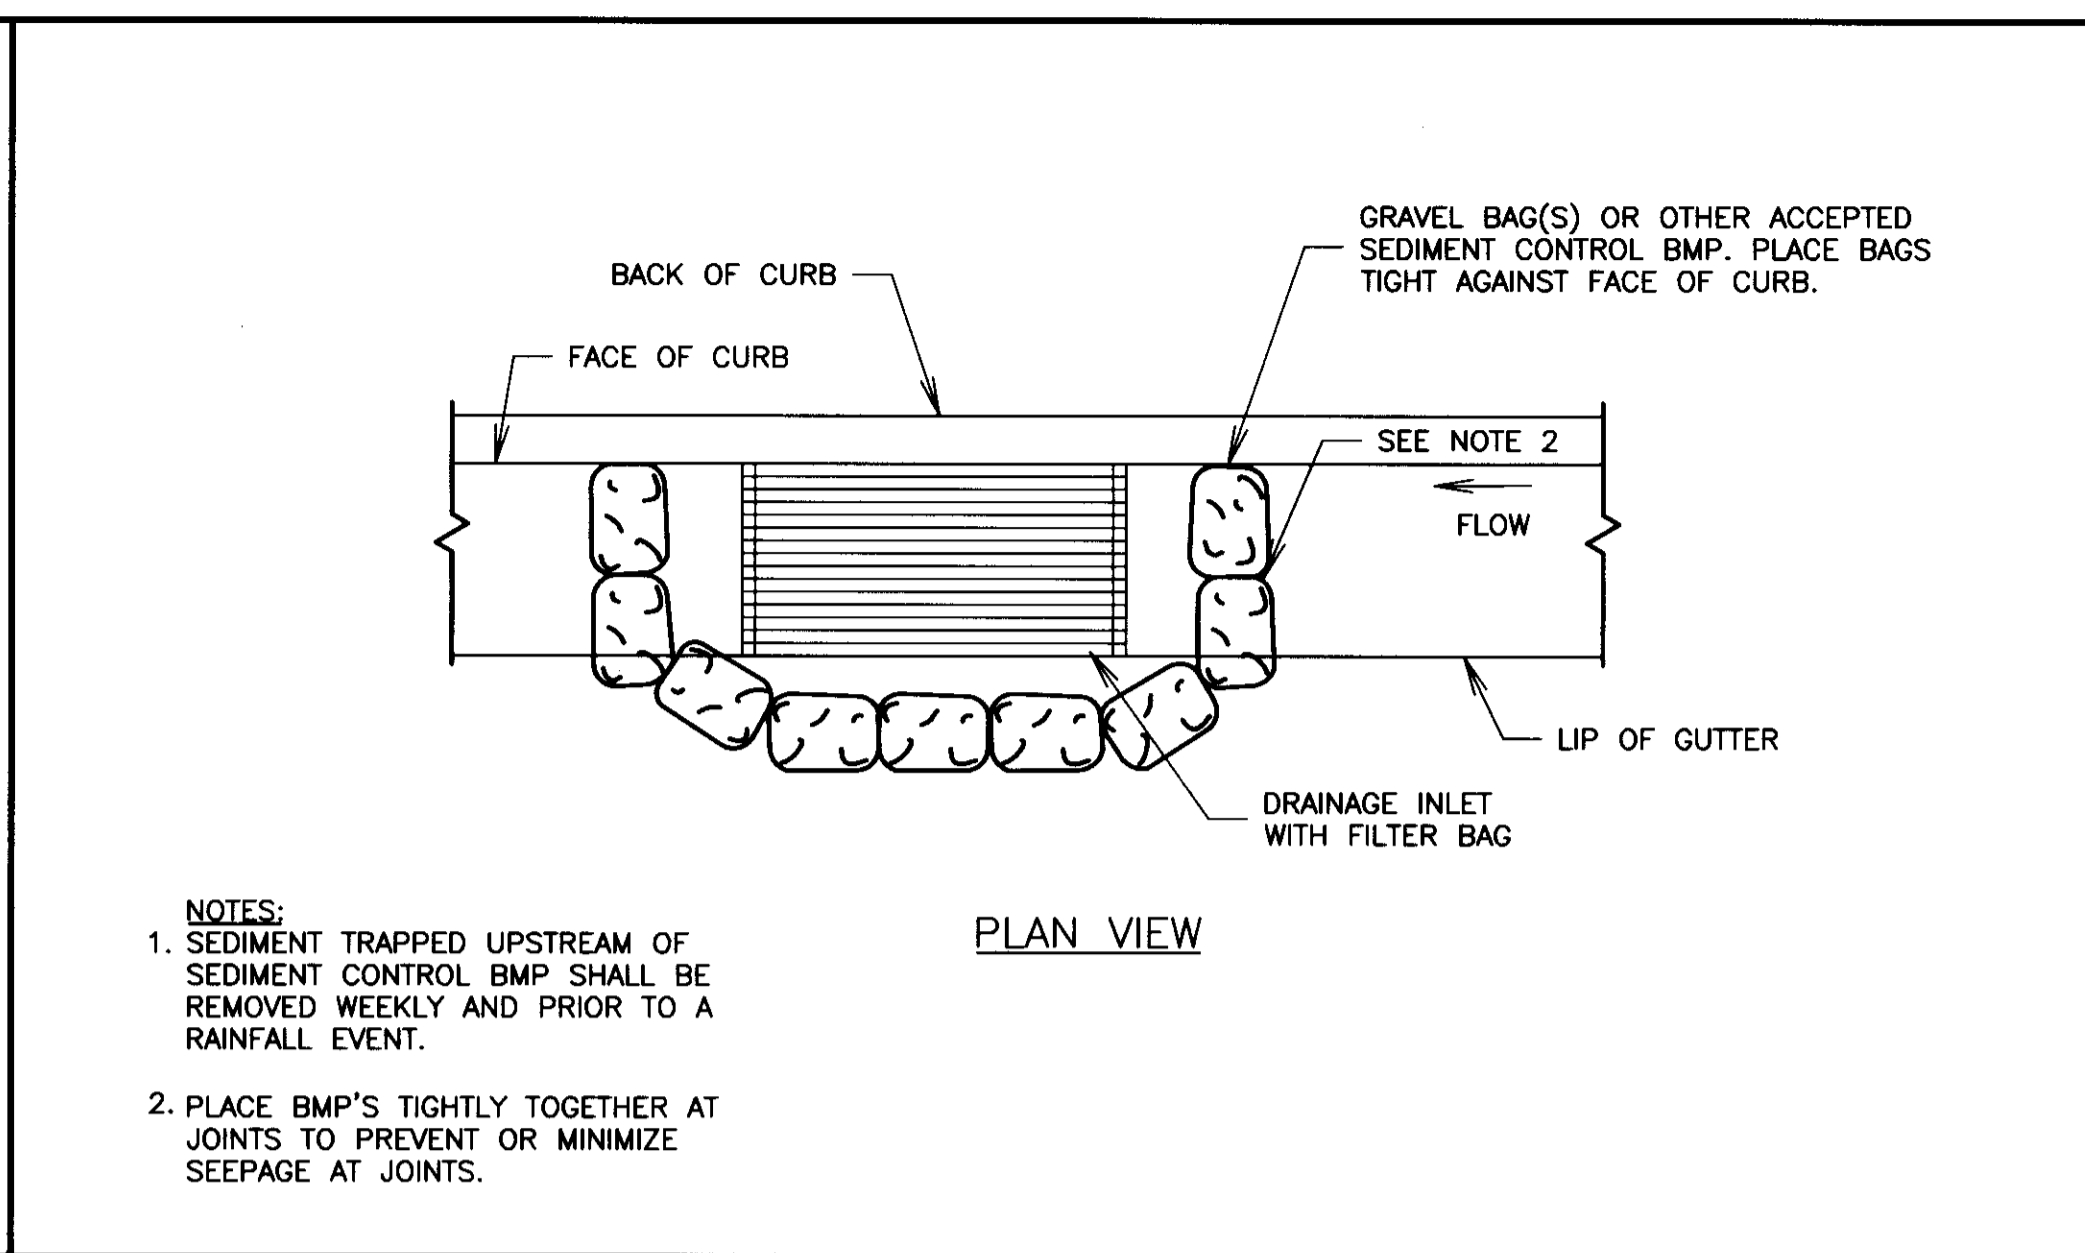 GRAVEL BAG(S) OR OTHER ACCEPTED
SEDIMENT CONTROL BMP. PLACE BAGS
TIGHT AGAINST FACE OF CURB.
BACK OF CURB
FACE OF CURB
SEE NOTE 2
FLOW
LIP OF GUTTER
DRAINAGE INLET
WITH FILTER BAG
PLAN VIEW
NOTES:
1. SEDIMENT TRAPPED UPSTREAM OF
SEDIMENT CONTROL BMP SHALL BE
REMOVED WEEKLY AND PRIOR TO A
RAINFALL EVENT.
2. PLACE BMP'S TIGHTLY TOGETHER AT
JOINTS TO PREVENT OR MINIMIZE
SEEPAGE AT JOINTS.